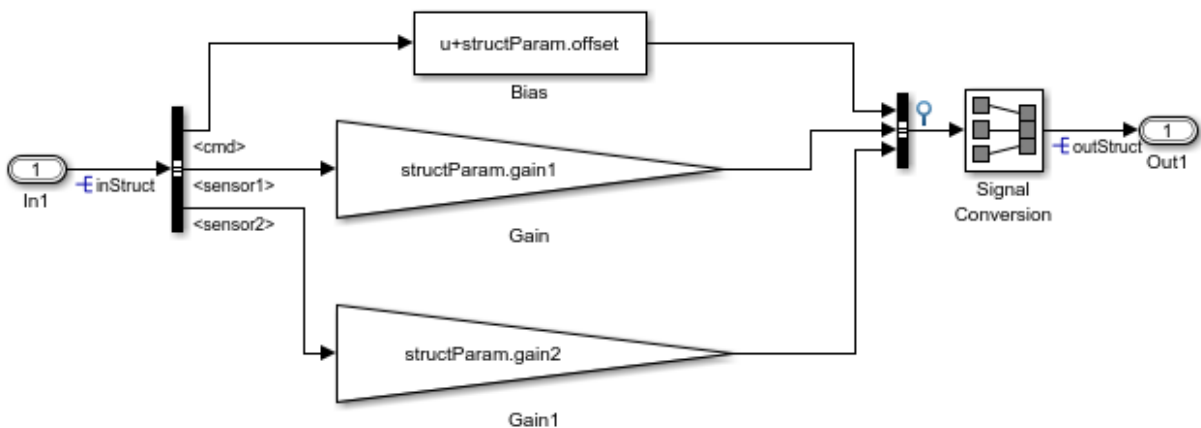 u+structParam.offset
Bias
<cmd>
1
inStruct
In1
<sensor1>
<sensor2>
structParam.gain1
Gain
structParam.gain2
Gain1
Signal
Conversion
outStruct
1
Out1